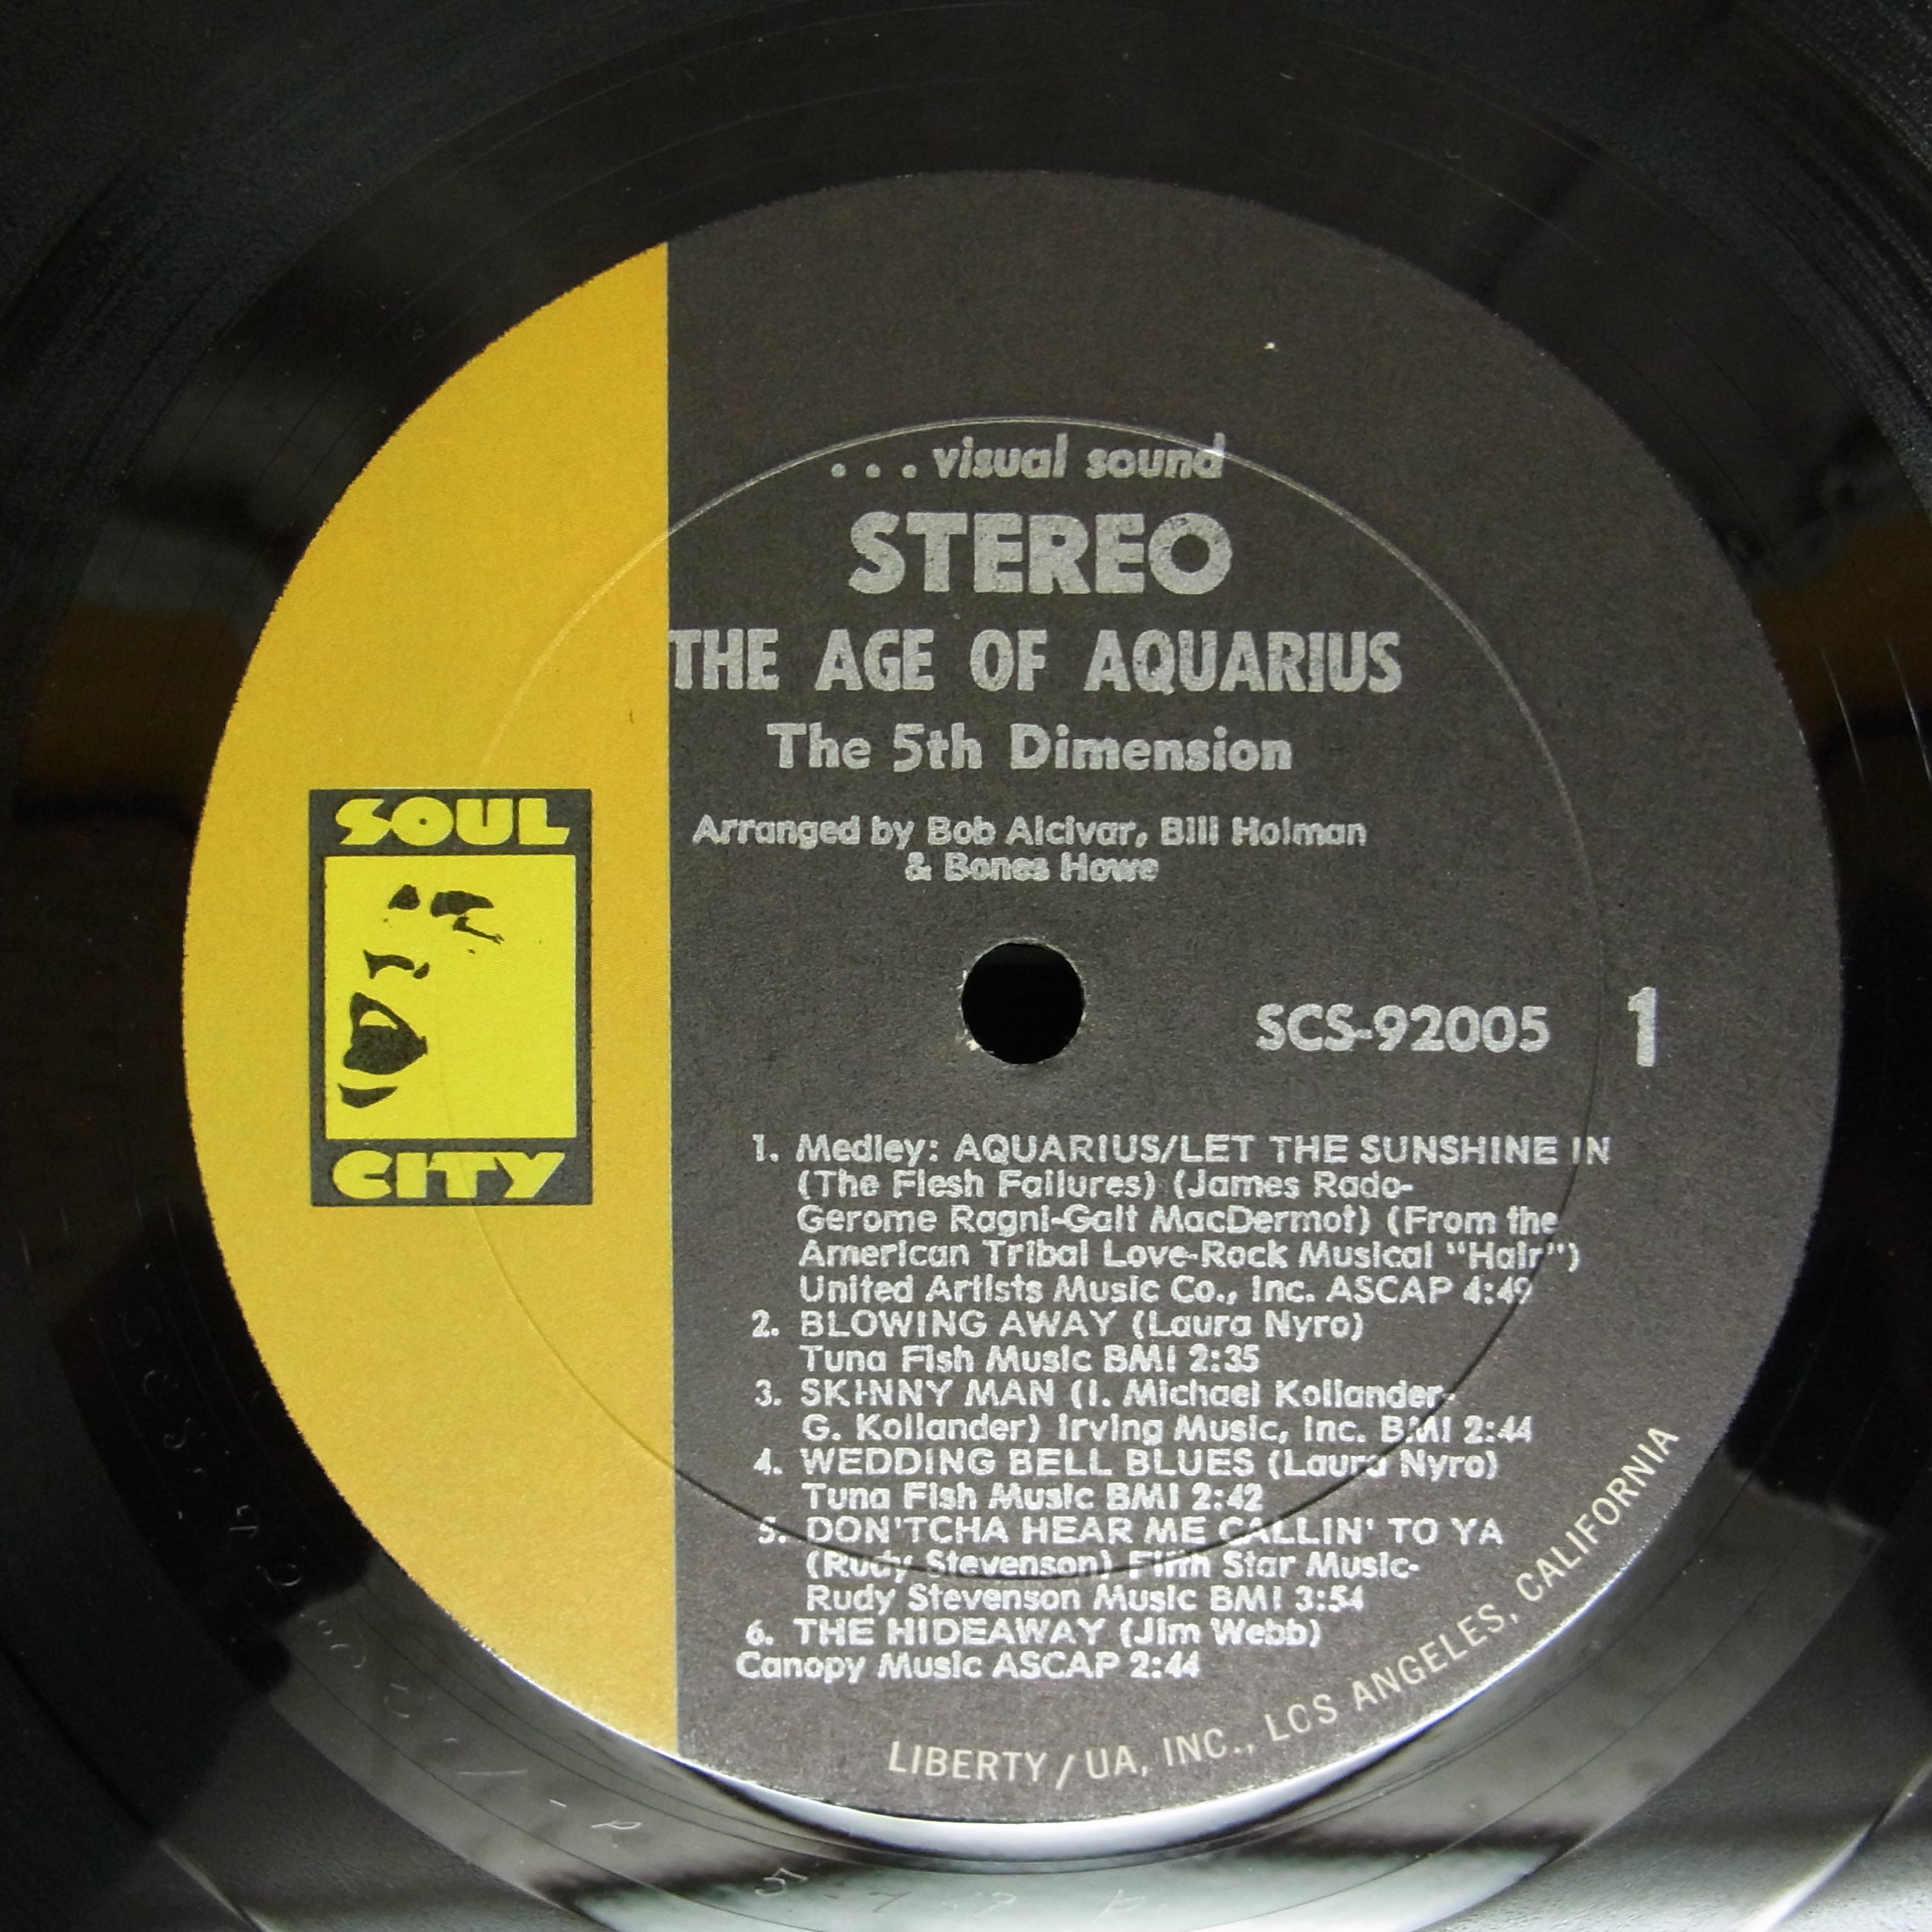 . . . visual sound
STEREO
THE AGE OF AQUARIUS
The 5th Dimension
Arranged by Bob Alcivar, Bill Holman
& Bones Howe
SOUL
CITY
SCS-92005 1
1. Medley: AQUARIUS/LET THE SUNSHINE IN
(The Flesh Failures) (James Rado-
Gerome Ragni-Galt MacDermot) (From the
American Tribal Love-Rock Musical "Hair")
United Artists Music Co., Inc. ASCAP 4:49
2. BLOWING AWAY (Laura Nyro)
Tuna Fish Music BMI 2:35
3. SKINNY MAN (I. Michael Kollander-
G. Kollander) Irving Music, Inc. BMI 2:44
4. WEDDING BELL BLUES (Laura Nyro)
Tuna Fish Music BMI 2:42
5. DON'TCHA HEAR ME CALLIN' TO YA
(Rudy Stevenson) Fifth Star Music-
Rudy Stevenson Music BMI 3:54
6. THE HIDEAWAY (Jim Webb)
Canopy Music ASCAP 2:44
LIBERTY / UA, INC., LOS ANGELES, CALIFORNIA